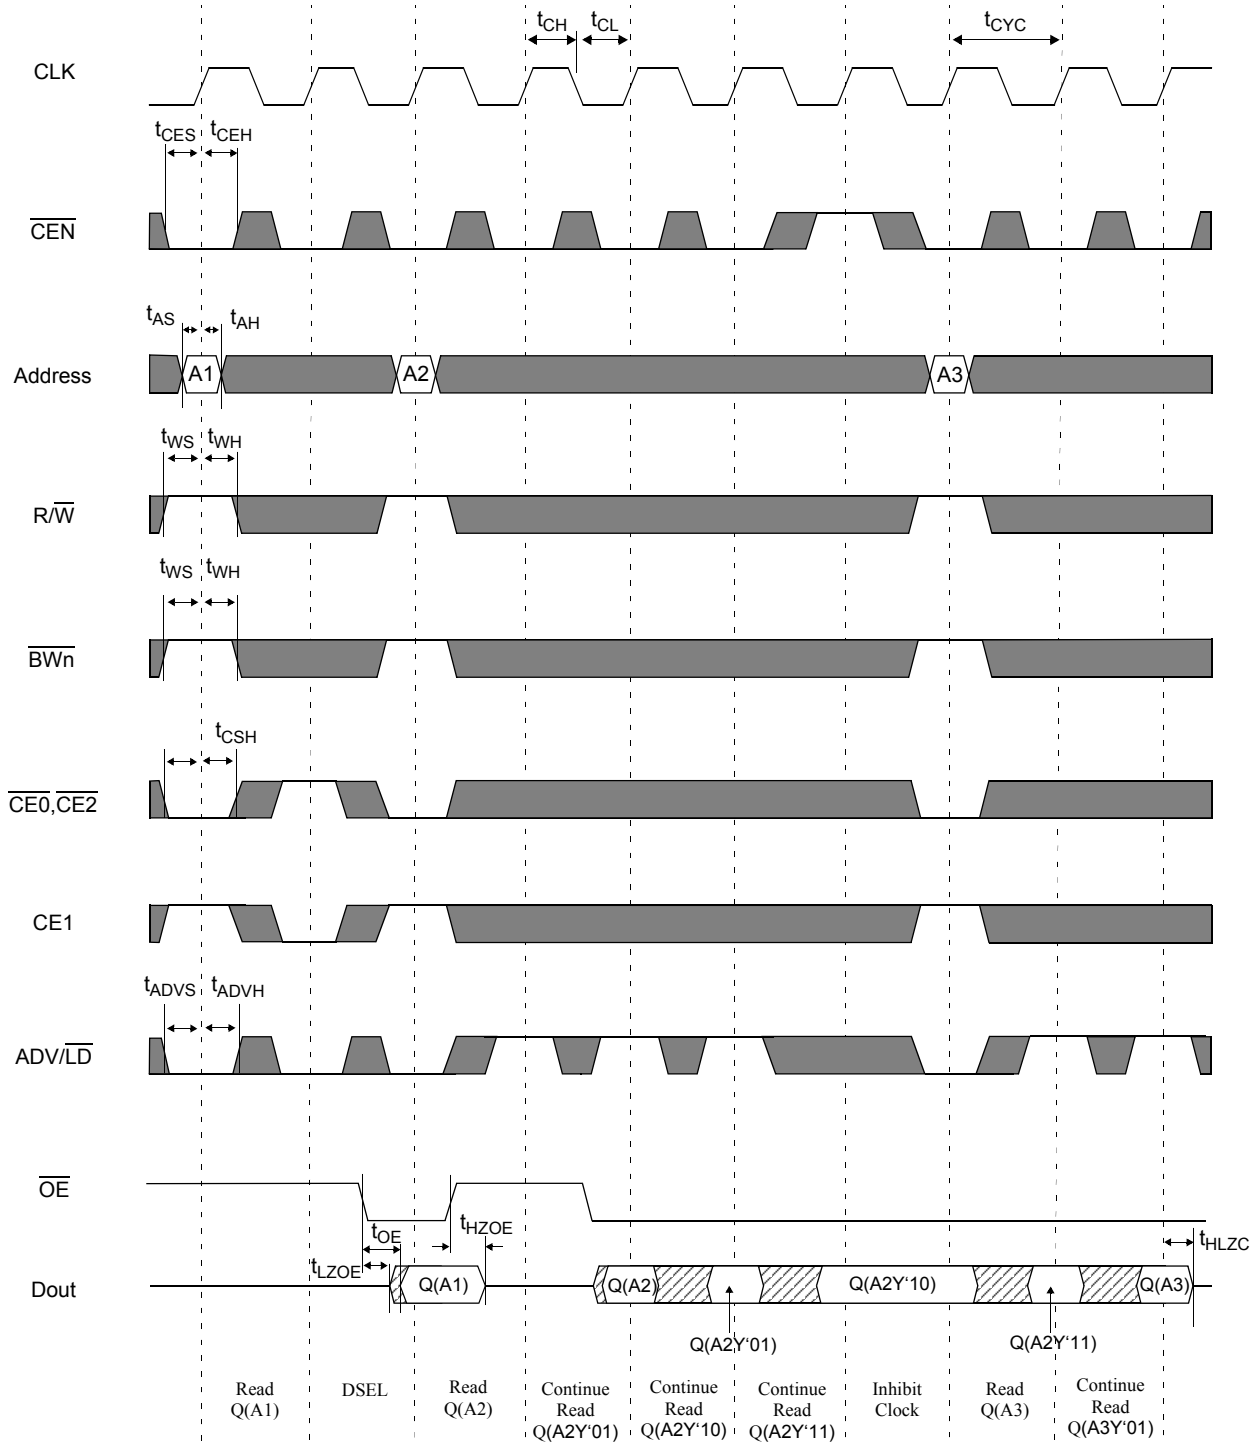 tCH tCL tCYC
CLK
tCES tCEH
CEN
tAS tAH
Address A1 A2 A3
tWS tWH
R/W
tWS tWH
BWn
tCSH
CE0,CE2
CE1
tADVS tADVH
ADV/LD
OE
tOE tHZOE tHLZC
tLZOE
Dout Q(A1) Q(A2) Q(A2Y‘10) Q(A3)
Q(A2Y‘01) Q(A2Y‘11)
Read DSEL Read Continue Continue Continue Inhibit Read Continue
Q(A1) Q(A2) Read Read Read Clock Q(A3) Read
Q(A2Y‘01) Q(A2Y‘10) Q(A2Y‘11) Q(A3Y‘01)